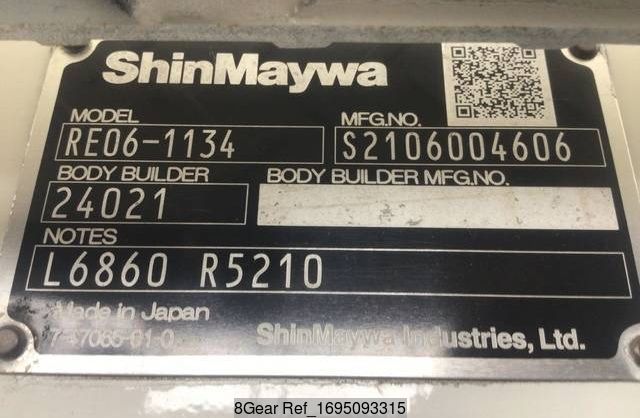 ShinMaywa
MODEL MFG.NO.
RE06-1134 S2106004606
BODY BUILDER BODY BUILDER MFG.NO.
24021
NOTES
L6860 R5210
Made in Japan
ShinMaywa Industries, Ltd.
8Gear Ref_1695093315